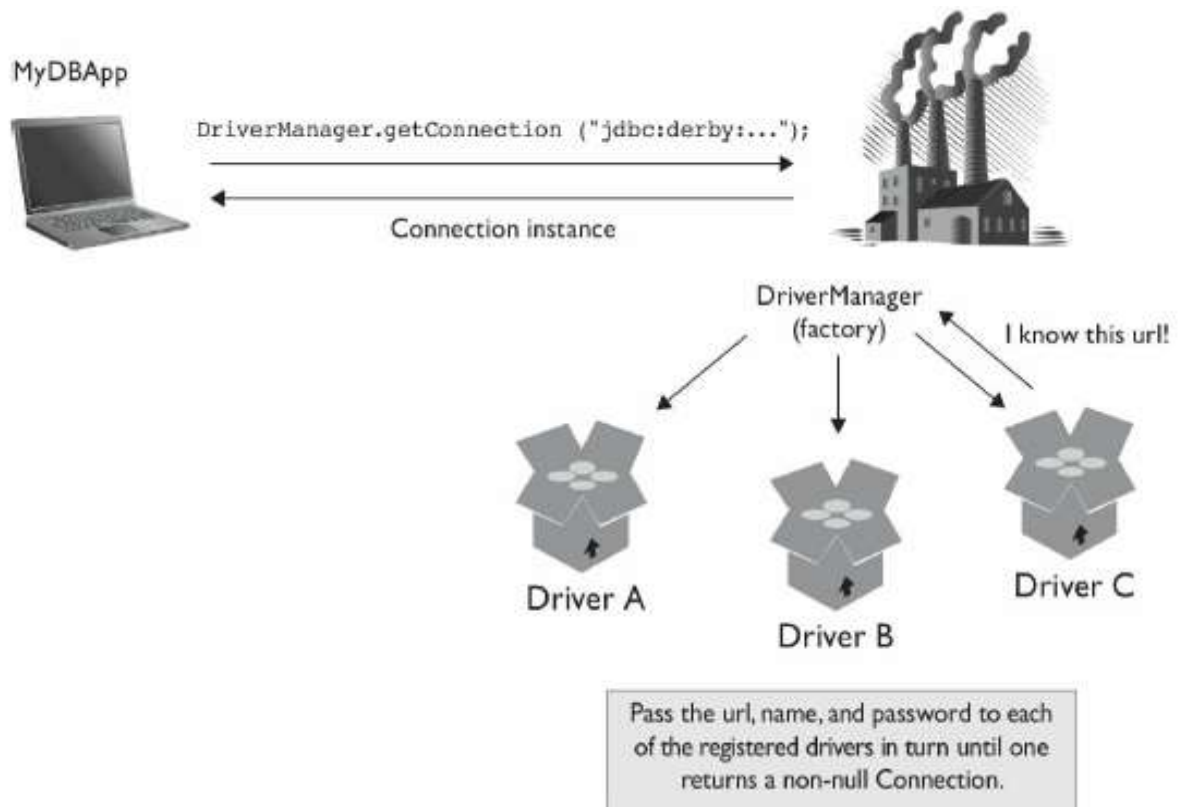 MyDBApp
DriverManager.getConnection ("jdbc:derby:...");
Connection instance
DriverManager
(factory)
I know this url!
Driver A
Driver B
Driver C
Pass the url, name, and password to each
of the registered drivers in turn until one
returns a non-null Connection.